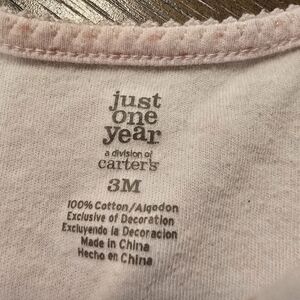 just
one
year
a division of
carter's
3M
100% Cotton/Algodon
Exclusive of Decoration
Excluyendo la Decoracion
Made in China
Hecho en China